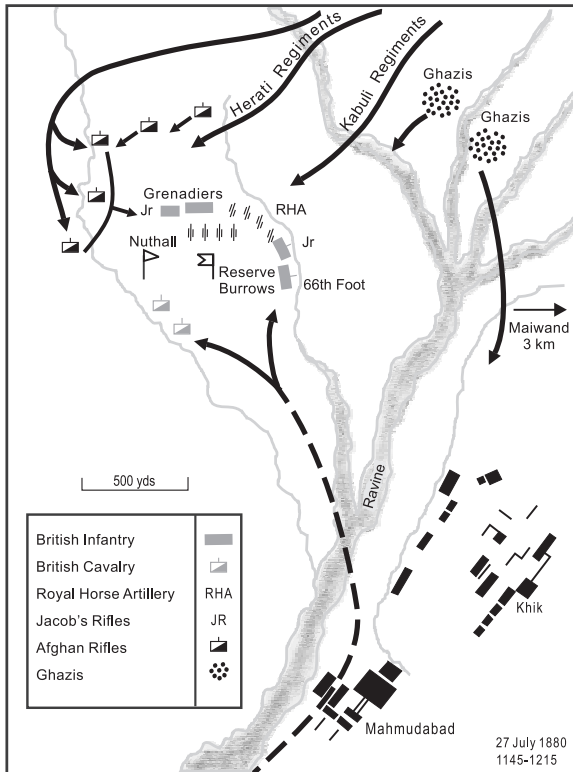 Herati Regiments
Kabuli Regiments
Ghazis
Ghazis
Grenadiers
Jr
RHA
Jr
Nuthall
Reserve
Burrows
66th Foot
Maiwand
3 km
500 yds
Ravine
British Infantry
British Cavalry
Royal Horse Artillery RHA
Jacob's Rifles JR
Afghan Rifles
Ghazis
Khik
Mahmudabad
27 July 1880
1145-1215